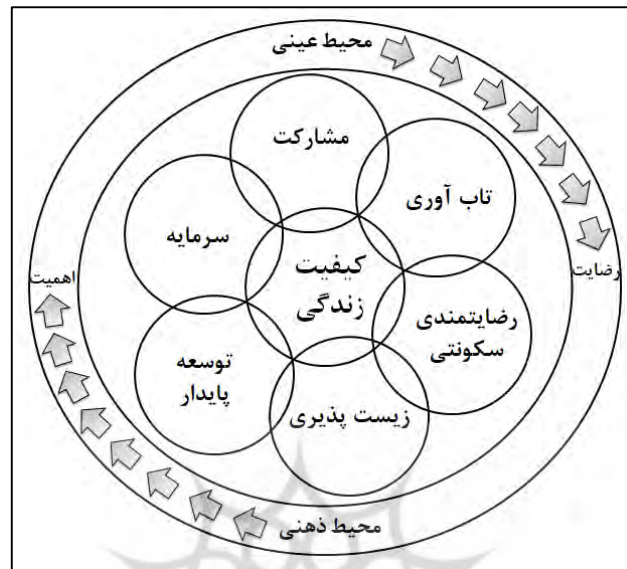 محیط عینی
مشارکت
تاب آوری
سرمایه
کیفیت
زندگی
رضایت
اهمیت
رضایتمندی
سکونتی
توسعه
پایدار
زیست پذیری
محیط ذهنی